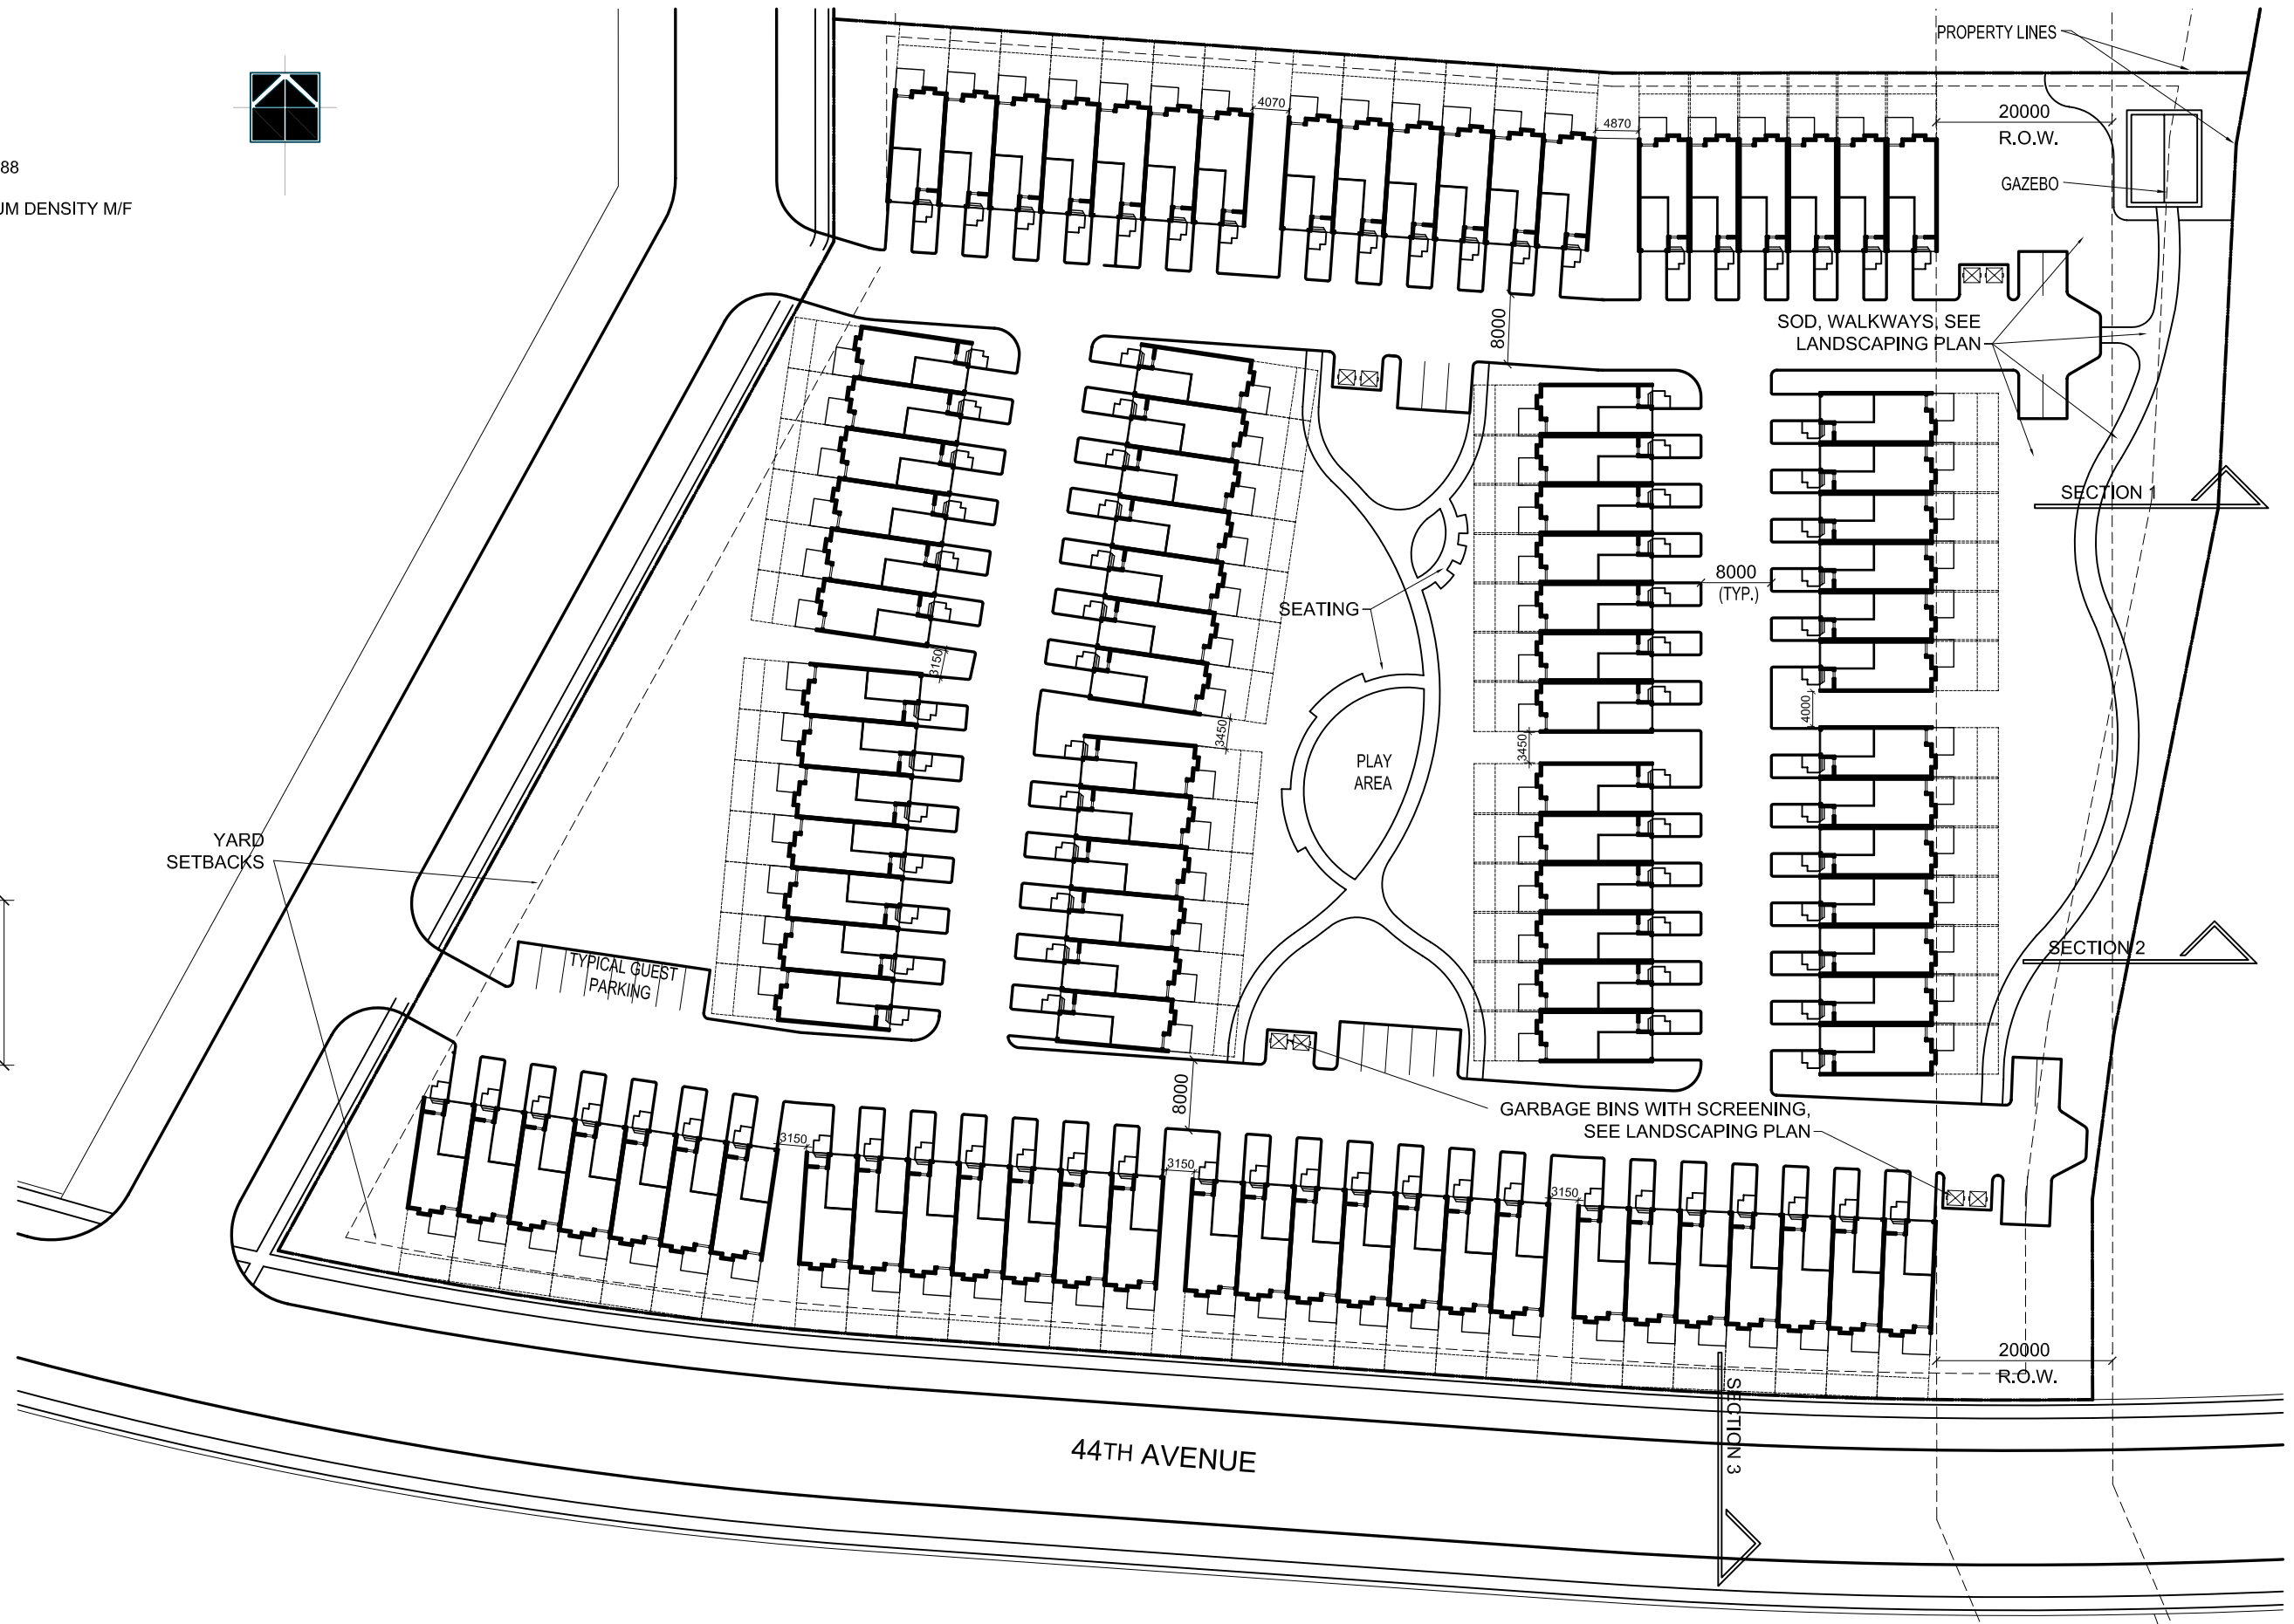 PROPERTY LINES
4070
4870
20000
R.O.W.
88
GAZEBO
UM DENSITY M/F
8000
SOD, WALKWAYS, SEE
LANDSCAPING PLAN
SECTION 1
8000
(TYP.)
SEATING
3150
4000
3450
3450
PLAY
AREA
YARD
SETBACKS
SECTION 2
TYPICAL GUEST
PARKING
8000
GARBAGE BINS WITH SCREENING,
SEE LANDSCAPING PLAN
3150
3150
3150
20000
R.O.W.
SECTION 3
44TH AVENUE